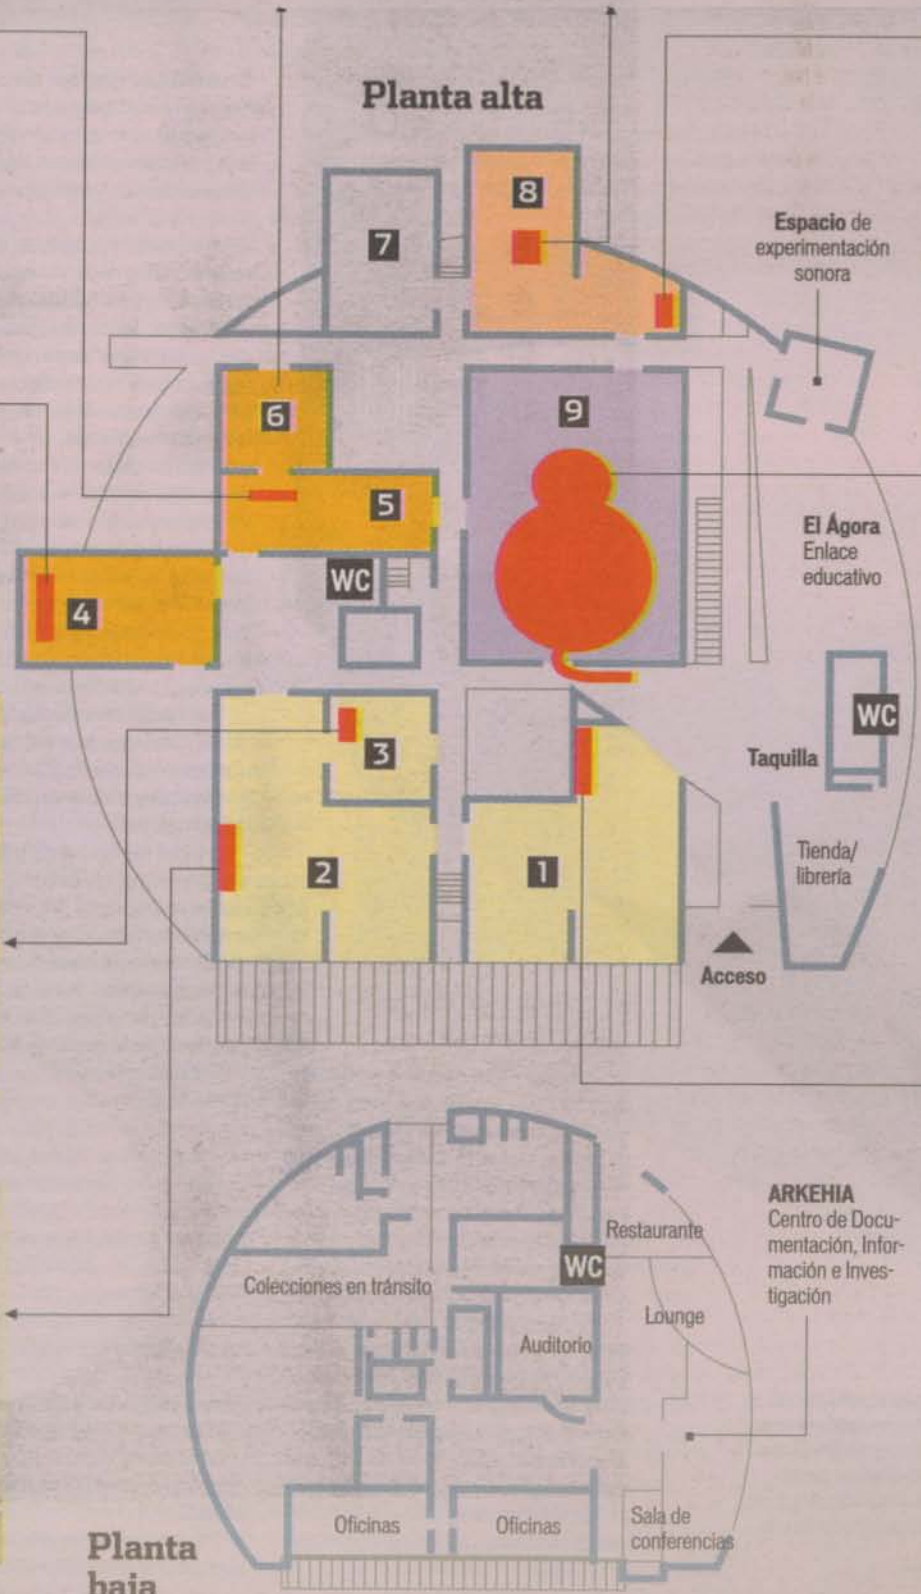 Planta alta
8
7
Espacio de
experimentación
sonora
6
9
5
El Ágora
Enlace
educativo
WC
4
WC
3
Taquilla
2
1
Tienda/
librería
Acceso
ARKEHIA
Centro de Docu-
mentación, Infor-
mación e Inves-
tigación
Restaurante
WC
Colecciones en tránsito
Lounge
Auditorio
Oficinas
Oficinas
Sala de
conferencias
Planta
baja